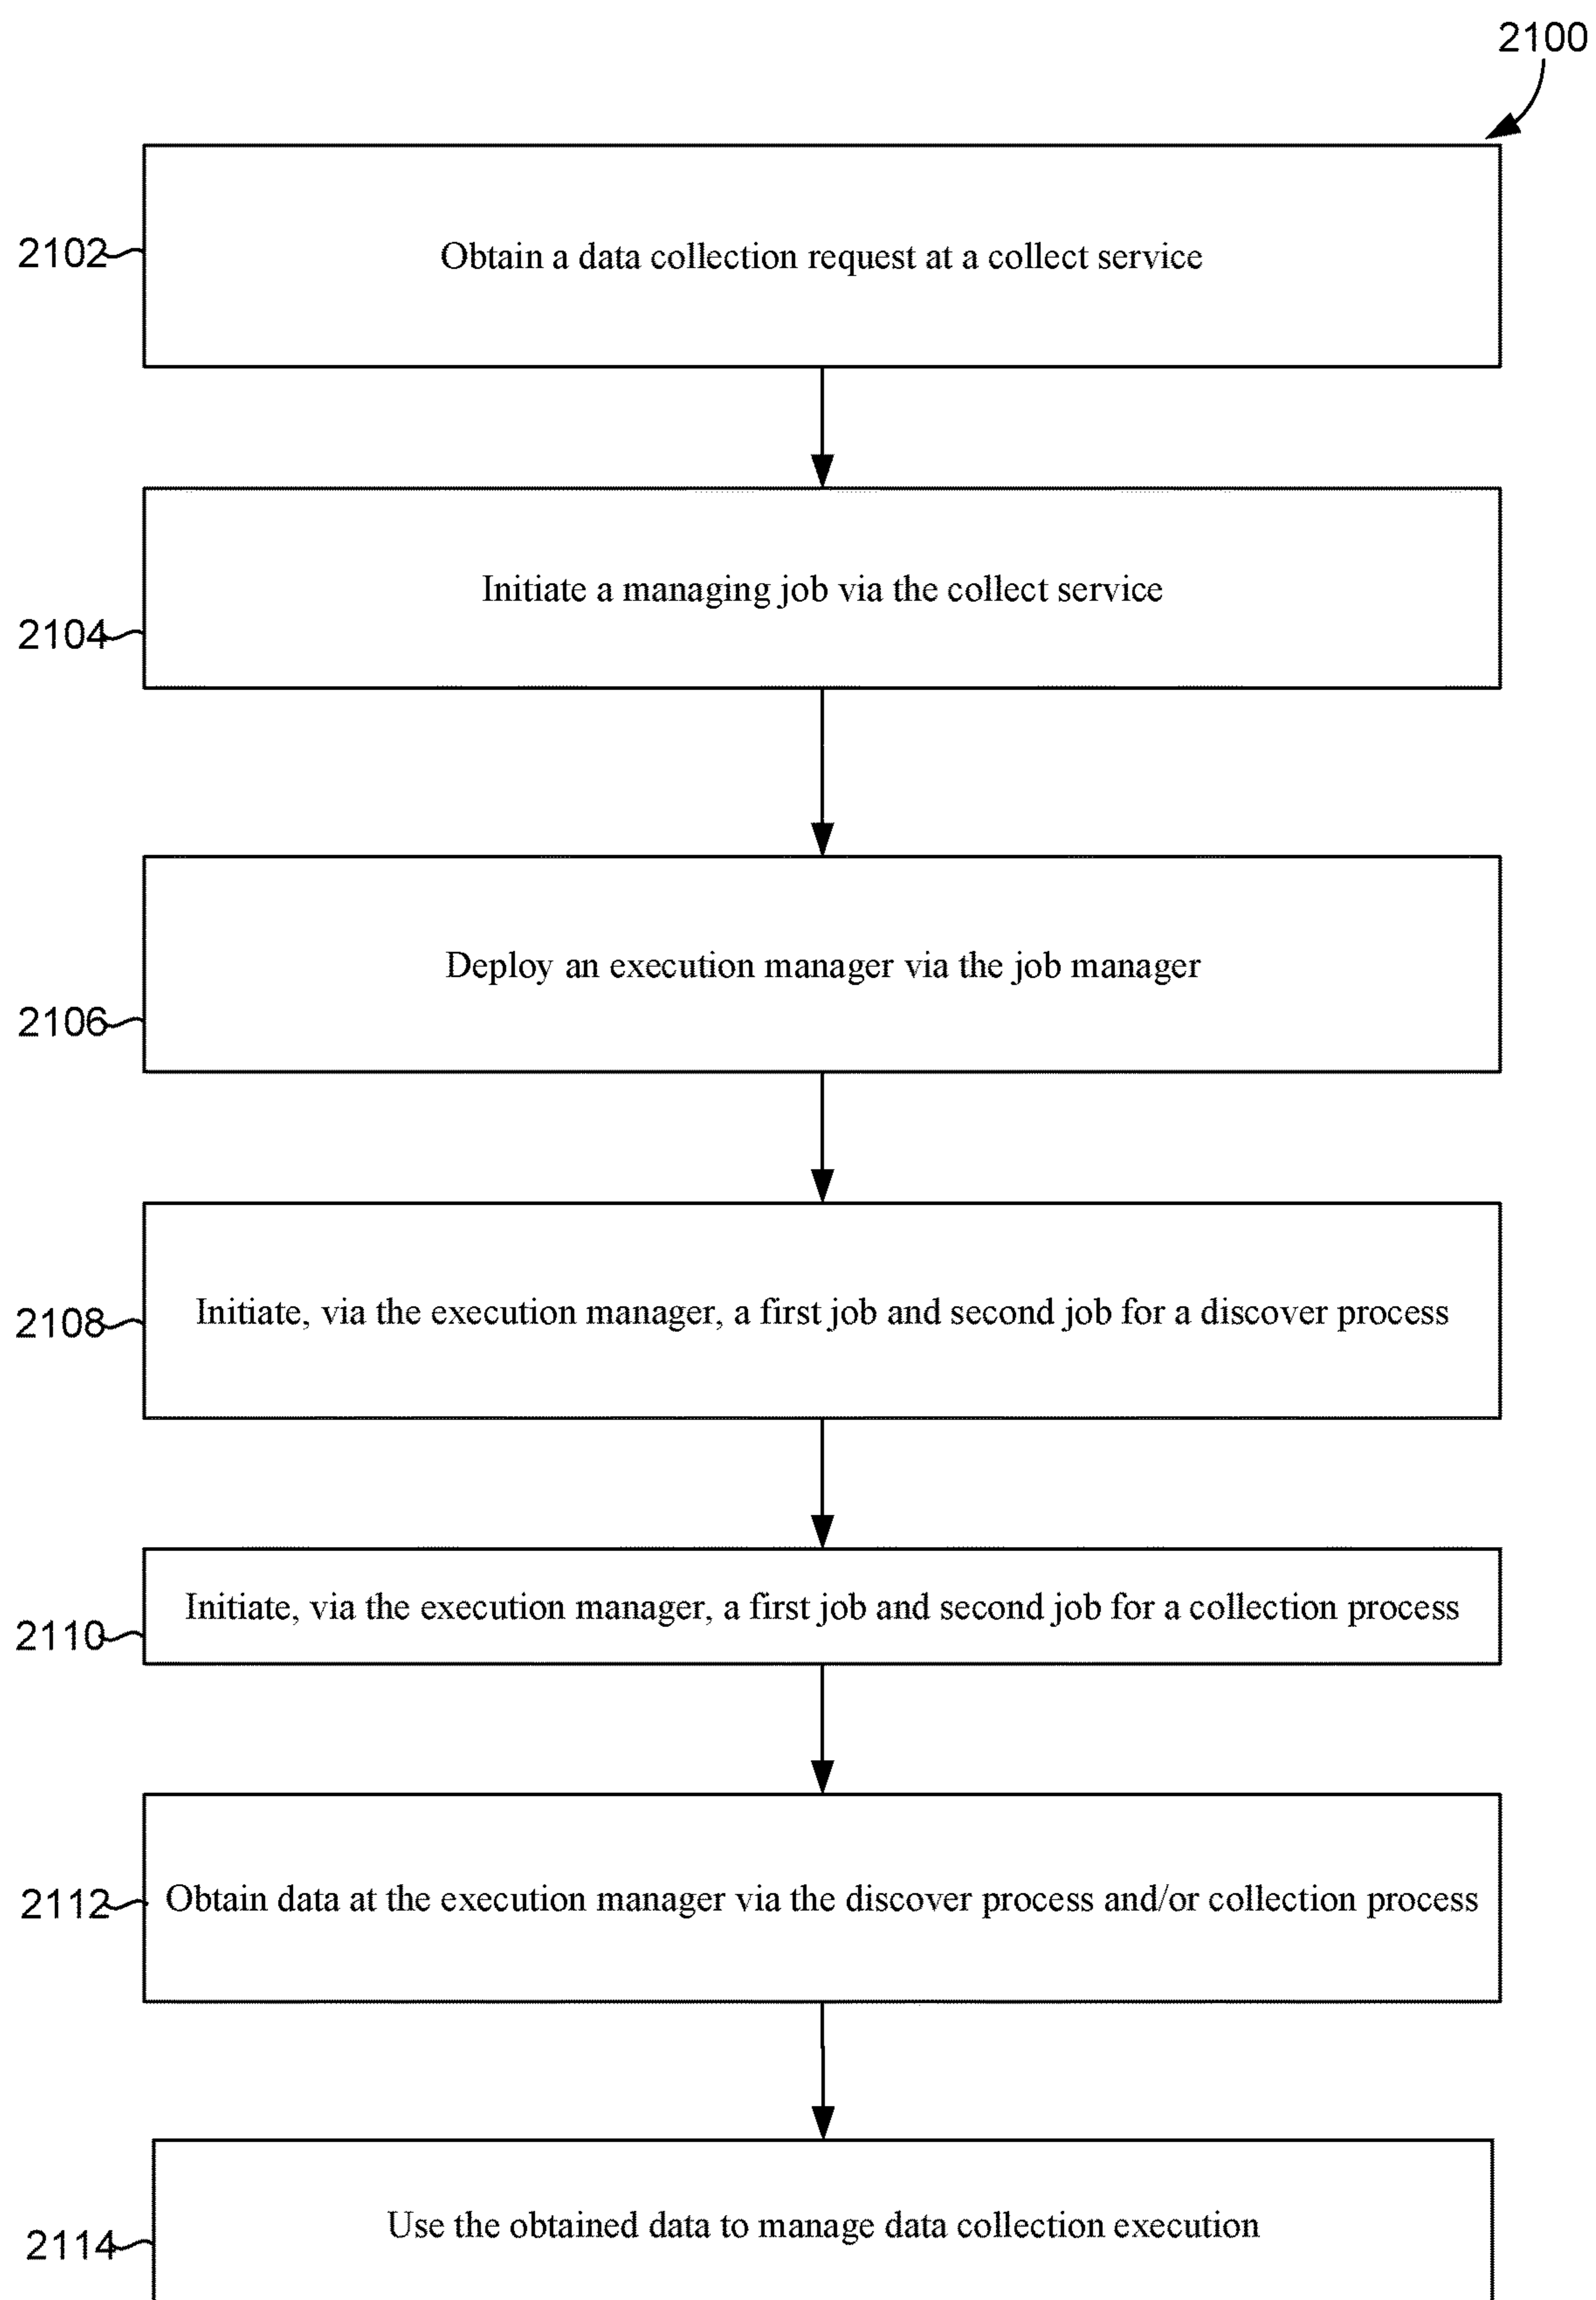 2100
2102
Obtain a data collection request at a collect service
Initiate a managing job via the collect service
2104
Deploy an execution manager via the job manager
2106
Initiate, via the execution manager, a first job and second job for a discover process
2108
Initiate, via the execution manager, a first job and second job for a collection process
2110
2112
Obtain data at the execution manager via the discover process and/or collection process
Use the obtained data to manage data collection execution
2114